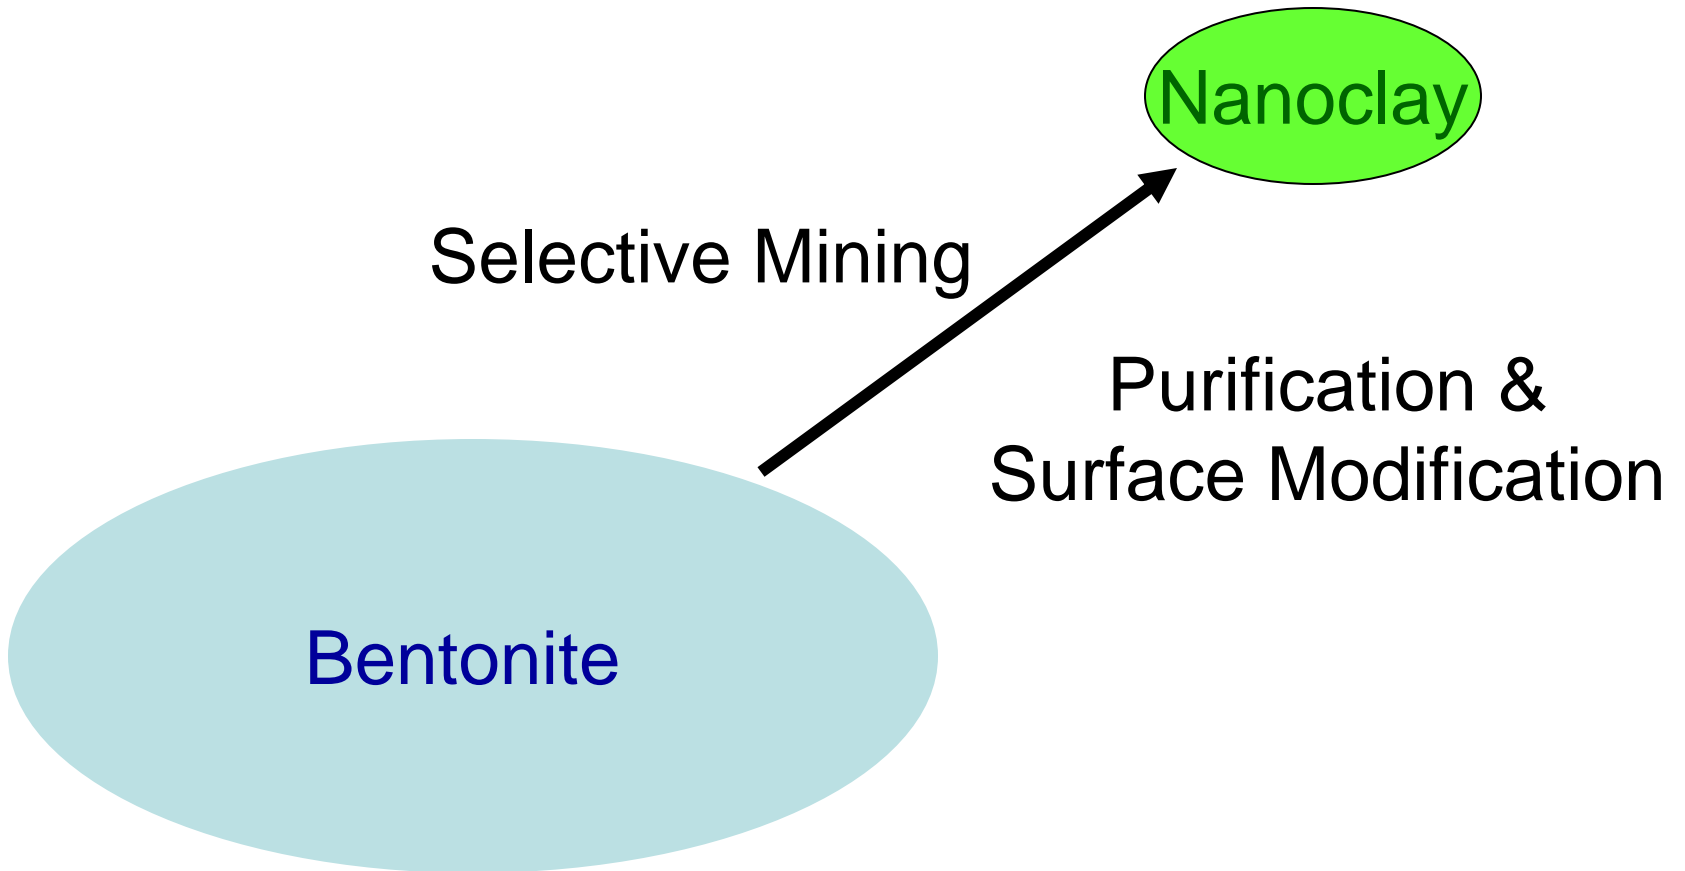 Nanoclay
Selective Mining
Purification &
Surface Modification
Bentonite